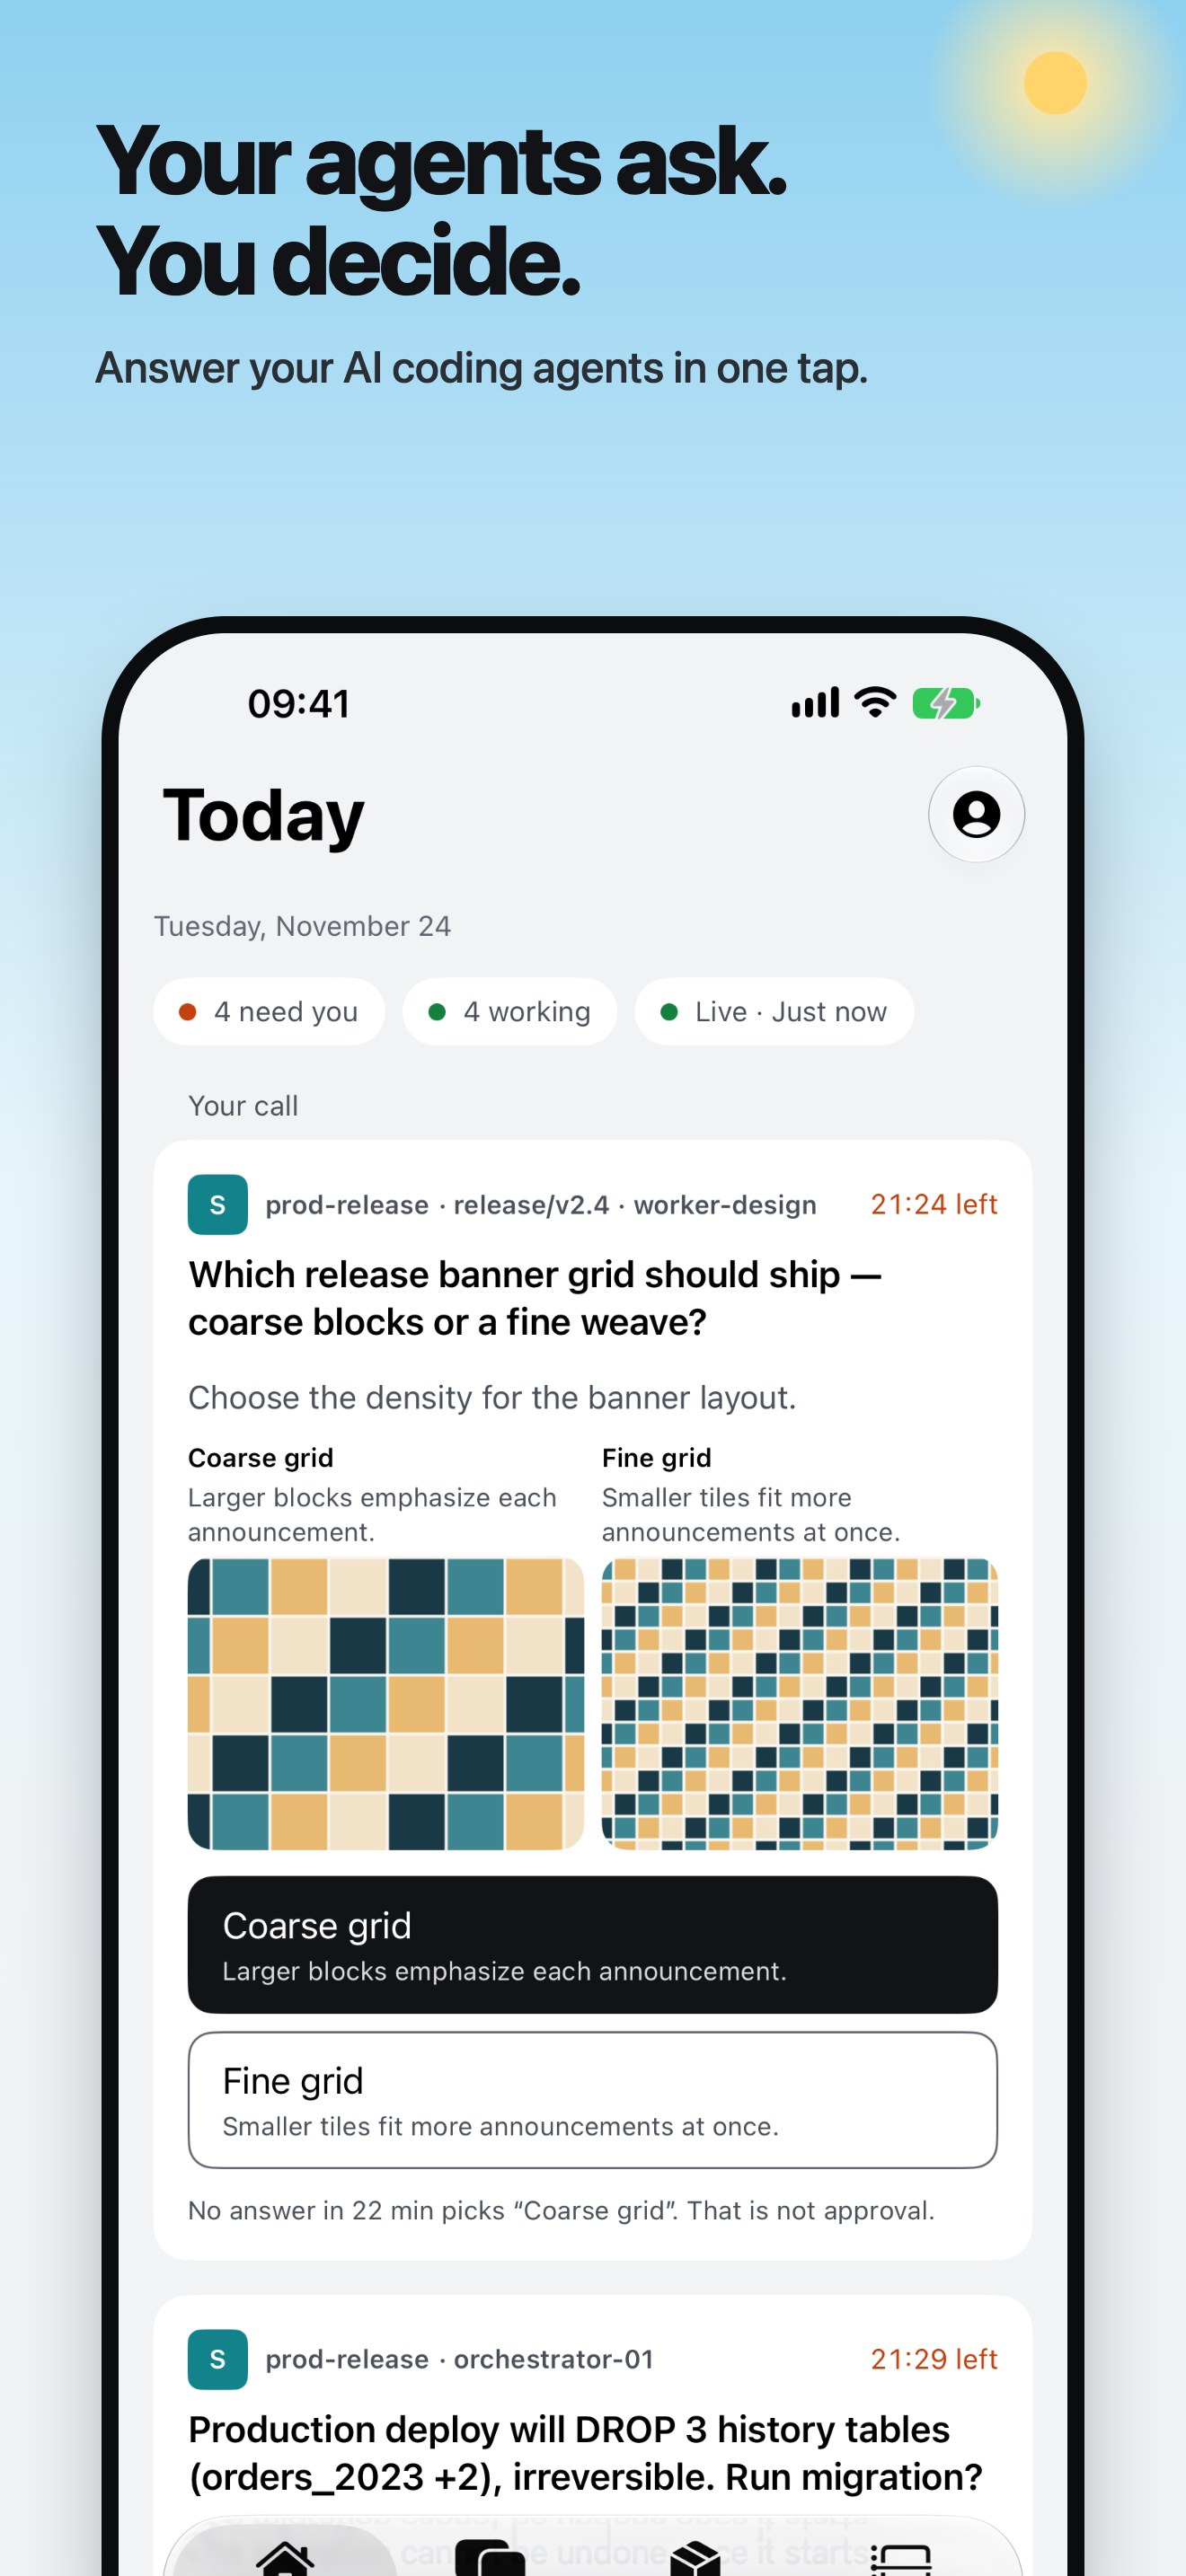 Your agents ask.
You decide.
Answer your AI coding agents in one tap.
09:41
Today
Tuesday, November 24
4 need you
4 working
Live · Just now
Your call
S
prod-release · release/v2.4 · worker-design
21:24 left
Which release banner grid should ship —
coarse blocks or a fine weave?
Choose the density for the banner layout.
Coarse grid
Larger blocks emphasize each
announcement.
Fine grid
Smaller tiles fit more
announcements at once.
Coarse grid
Larger blocks emphasize each announcement.
Fine grid
Smaller tiles fit more announcements at once.
No answer in 22 min picks “Coarse grid”. That is not approval.
S
prod-release · orchestrator-01
21:29 left
Production deploy will DROP 3 history tables
(orders_2023 +2), irreversible. Run migration?
be undone
it starts